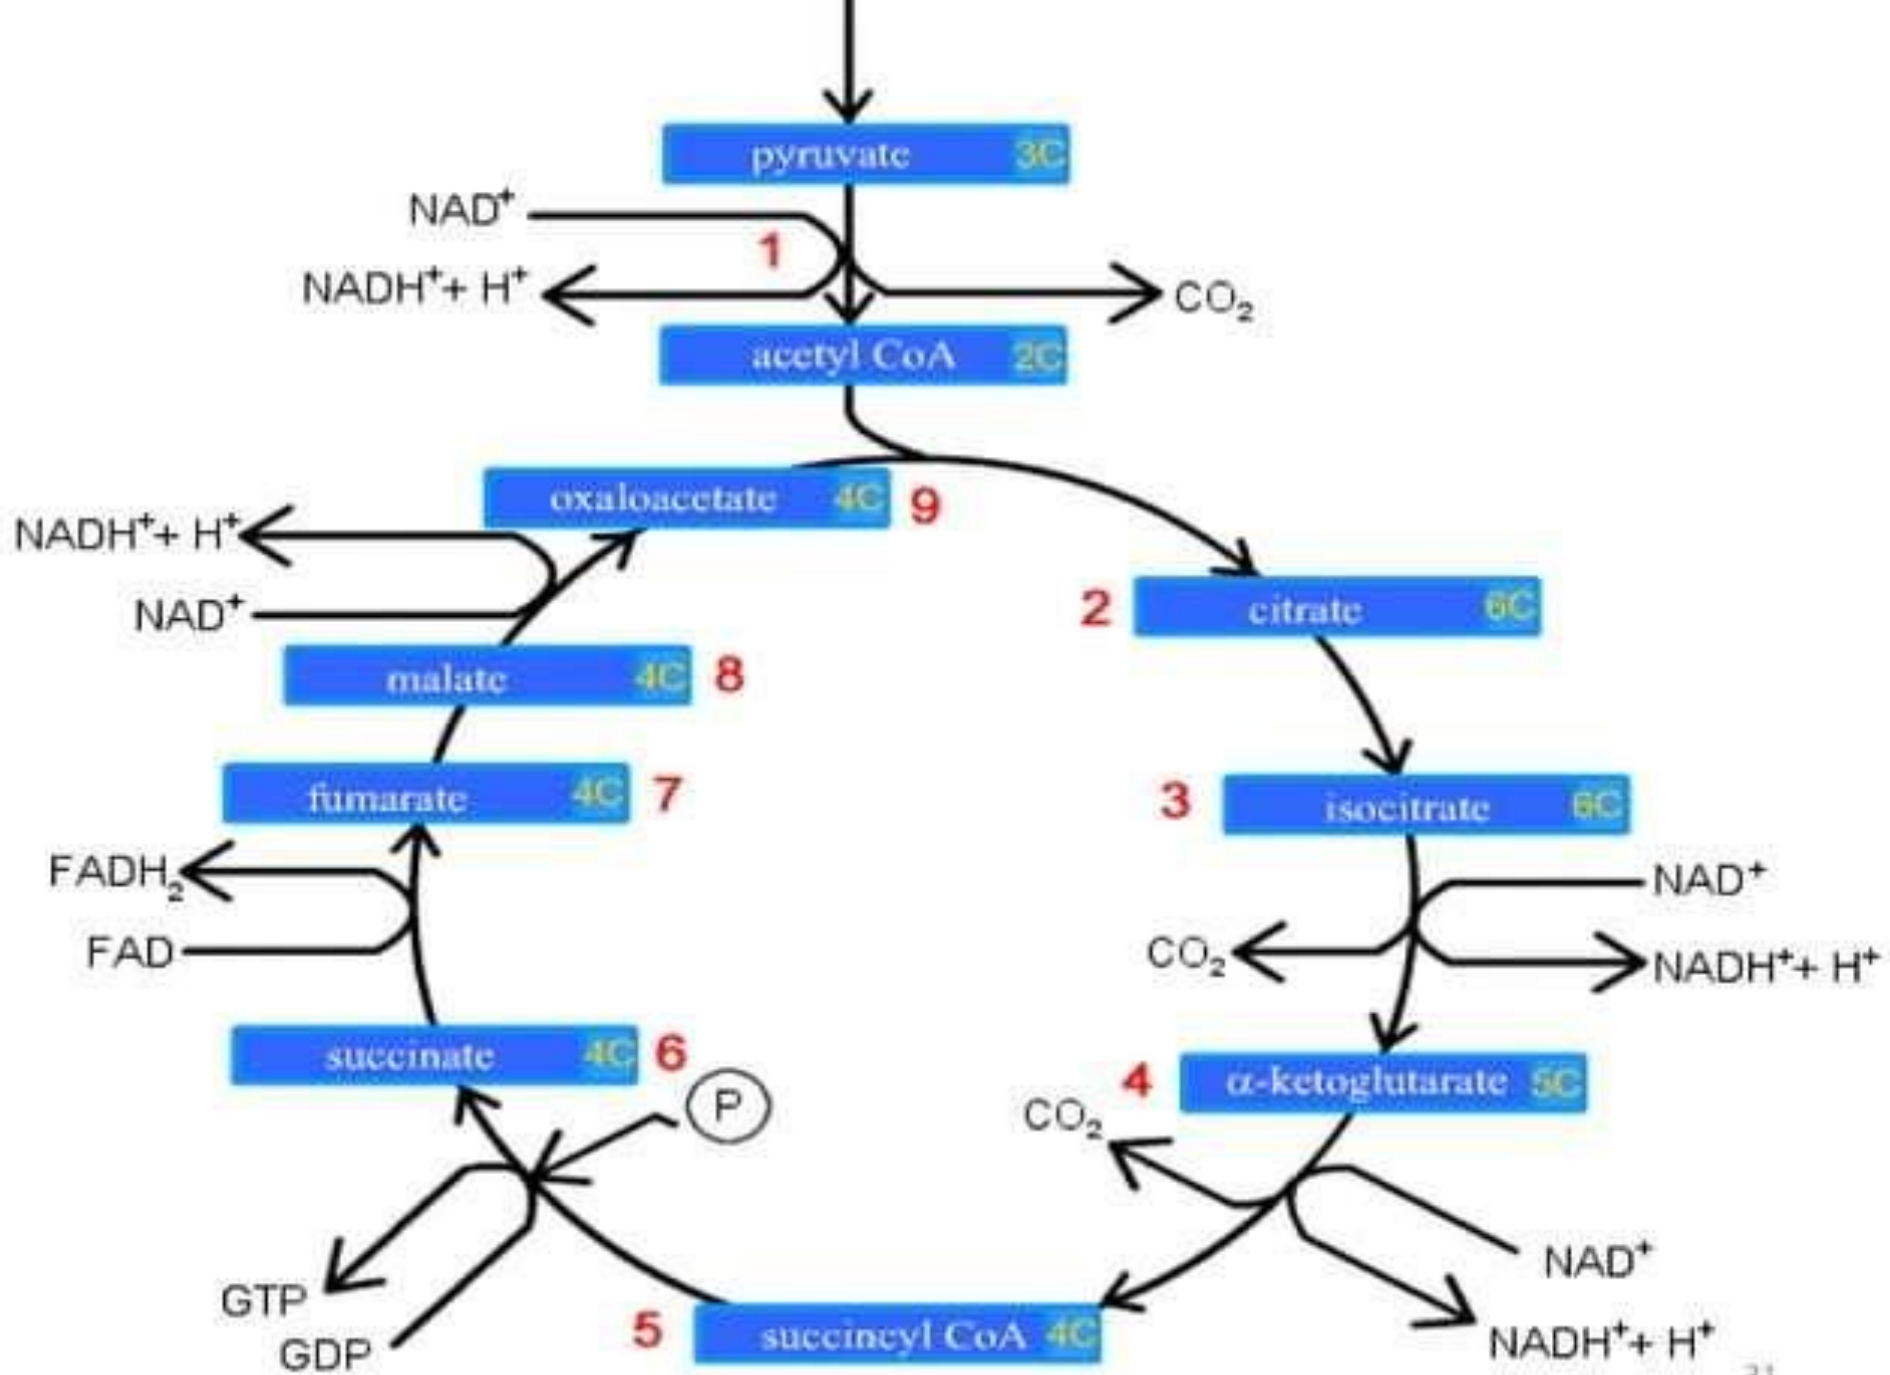 pyruvate 3C
NAD⁺
1
NADH⁺+ H⁺
CO₂
acetyl CoA 2C
oxaloacetate 4C 9
NADH⁺+ H⁺
NAD⁺
2 citrate 6C
malate 4C 8
fumarate 4C 7
3 isocitrate 6C
FADH₂
FAD
NAD⁺
CO₂
NADH⁺+ H⁺
succinate 4C 6
P
4 α-ketoglutarate 5C
CO₂
NAD⁺
NADH⁺+ H⁺
GTP
GDP
5 succincyl CoA 4C